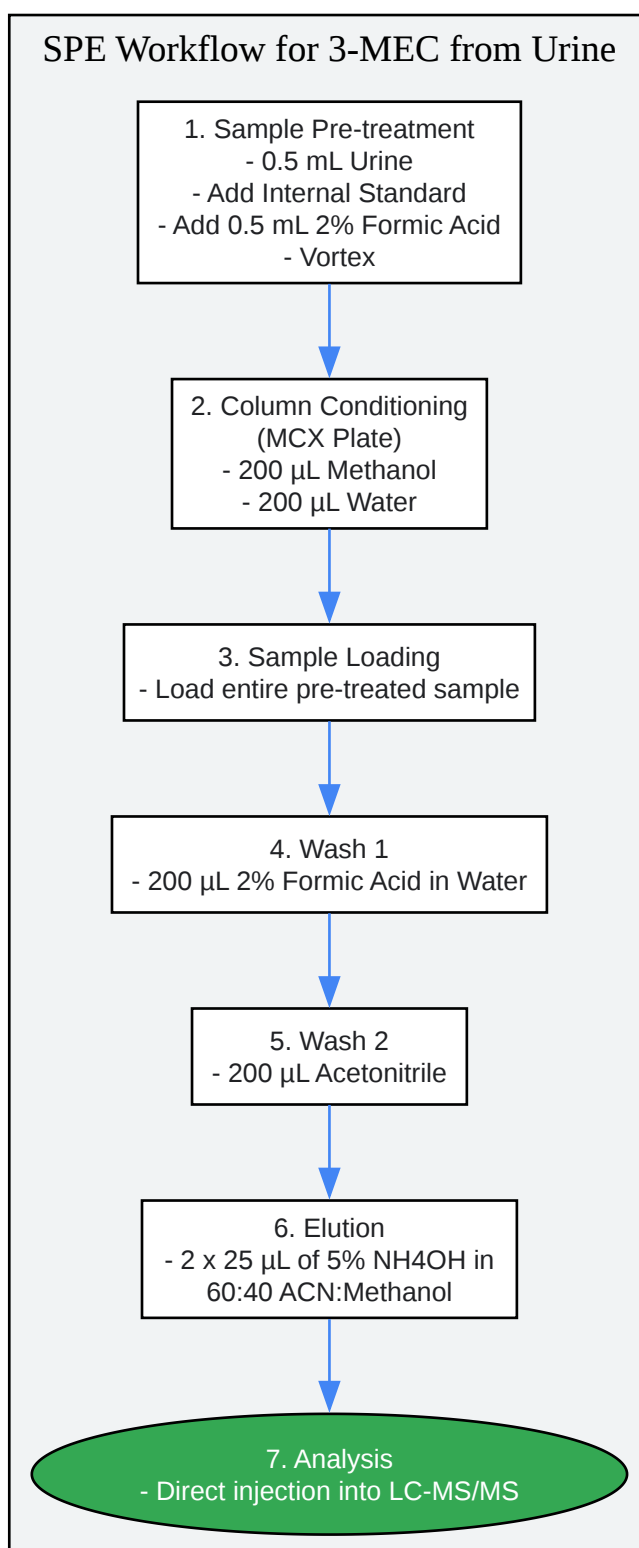 SPE Workflow for 3-MEC from Urine
1. Sample Pre-treatment
- 0.5 mL Urine
- Add Internal Standard
- Add 0.5 mL 2% Formic Acid
- Vortex
2. Column Conditioning
(MCX Plate)
- 200 µL Methanol
- 200 µL Water
3. Sample Loading
- Load entire pre-treated sample
4. Wash 1
- 200 µL 2% Formic Acid in Water
5. Wash 2
- 200 µL Acetonitrile
6. Elution
- 2 x 25 µL of 5% NH4OH in
60:40 ACN:Methanol
7. Analysis
- Direct injection into LC-MS/MS